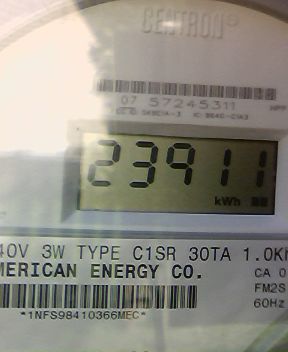 CENTRON®
07 57245311
23911
kWh
40V 3W TYPE C1SR 30TA 1.0Kh
MERICAN ENERGY CO.
CA 0
FM2S
*1NFS98410366MEC*
60Hz